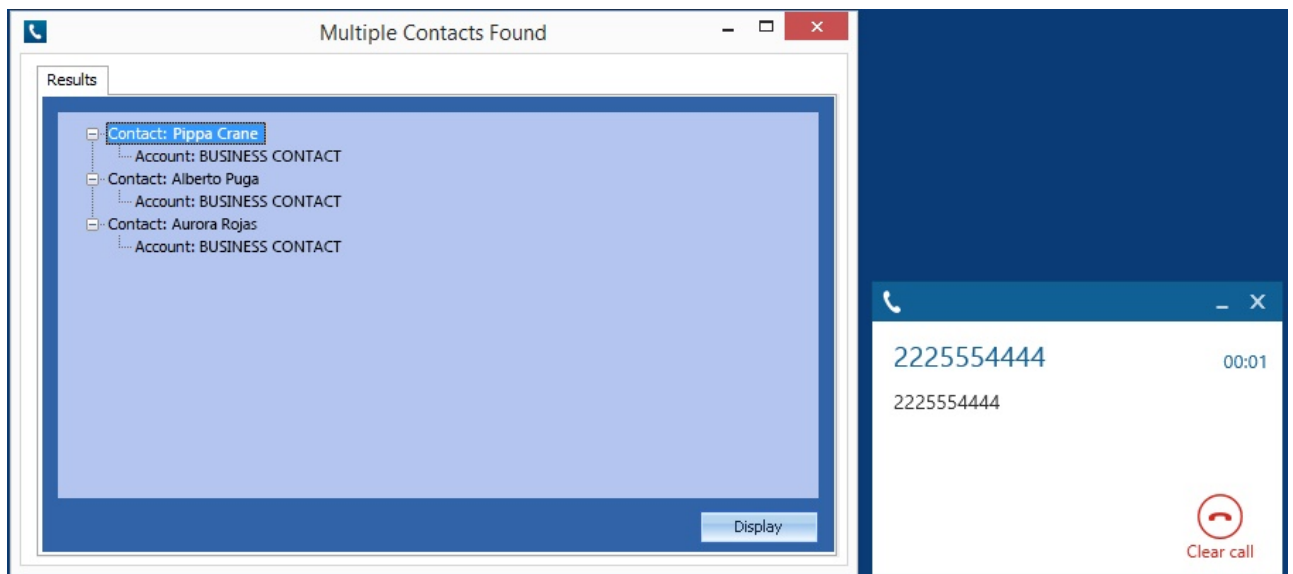 Multiple Contacts Found
Results
Contact: Pippa Crane
Account: BUSINESS CONTACT
Contact: Alberto Puga
Account: BUSINESS CONTACT
Contact: Aurora Rojas
Account: BUSINESS CONTACT
Display
2225554444 00:01
2225554444
Clear call